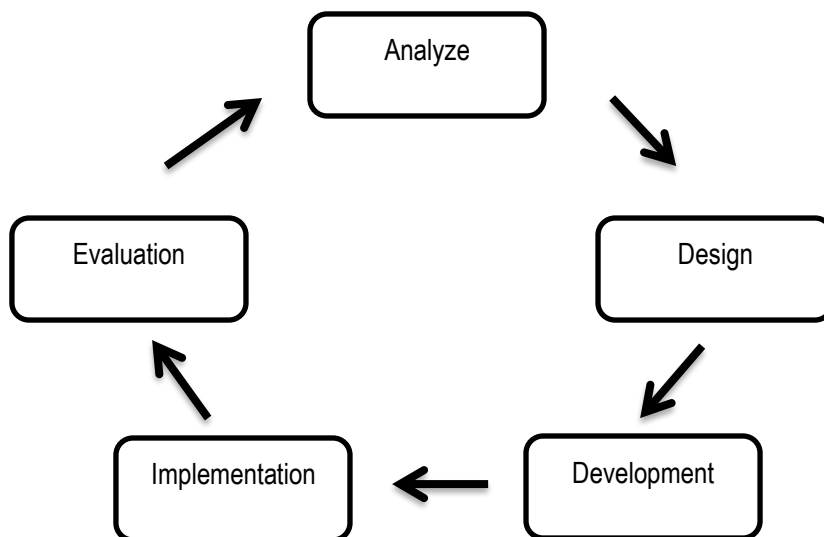 Analyze
Evaluation
Design
Implementation
Development